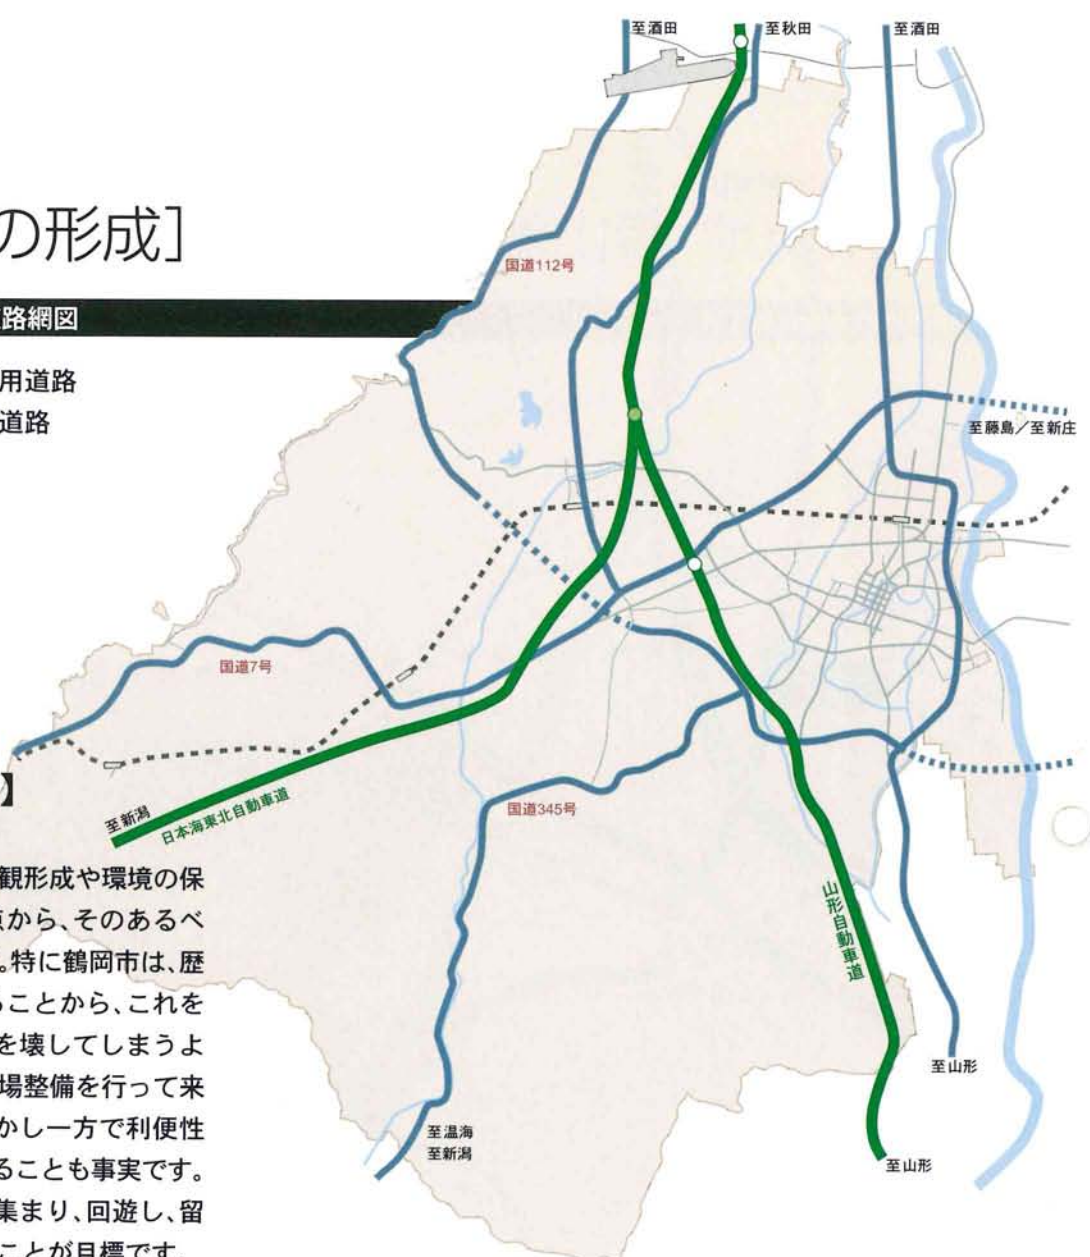 の形成］
路網図
用道路
道路
至酒田
至秋田
至酒田
国道112号
至藤島／至新庄
国道7号
】
至新潟
日本海東北自動車道
国道345号
山形自動車道
観形成や環境の保
点から、そのあるべ
。特に鶴岡市は、歴
ることから、これを
を壊してしまうよ
場整備を行って来
かし一方で利便性
ることも事実です。
集まり、回遊し、留
ことが目標です。
至温海
至新潟
至山形
至山形